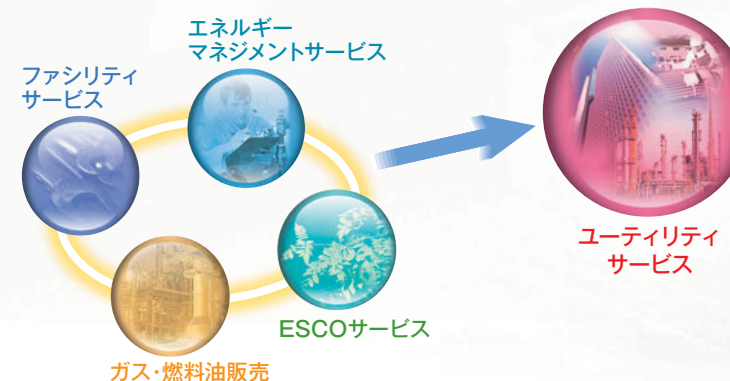 エネルギー
マネジメントサービス
ファシリティ
サービス
ユーティリティ
サービス
ESCOサービス
ガス・燃料油販売